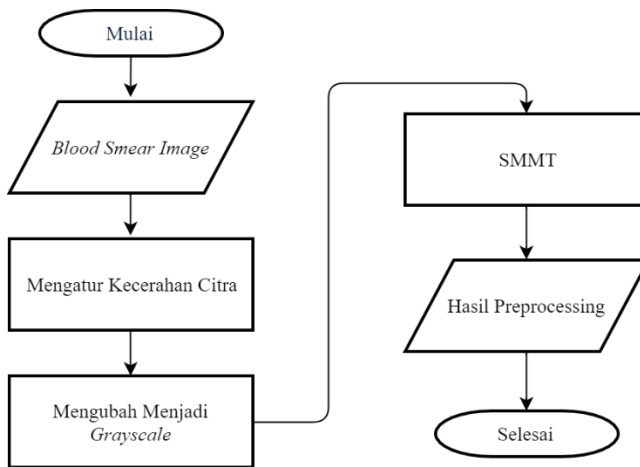 Mulai
Blood Smear Image
Mengatur Kecerahan Citra
Mengubah Menjadi
Grayscale
SMMT
Hasil Preprocessing
Selesai